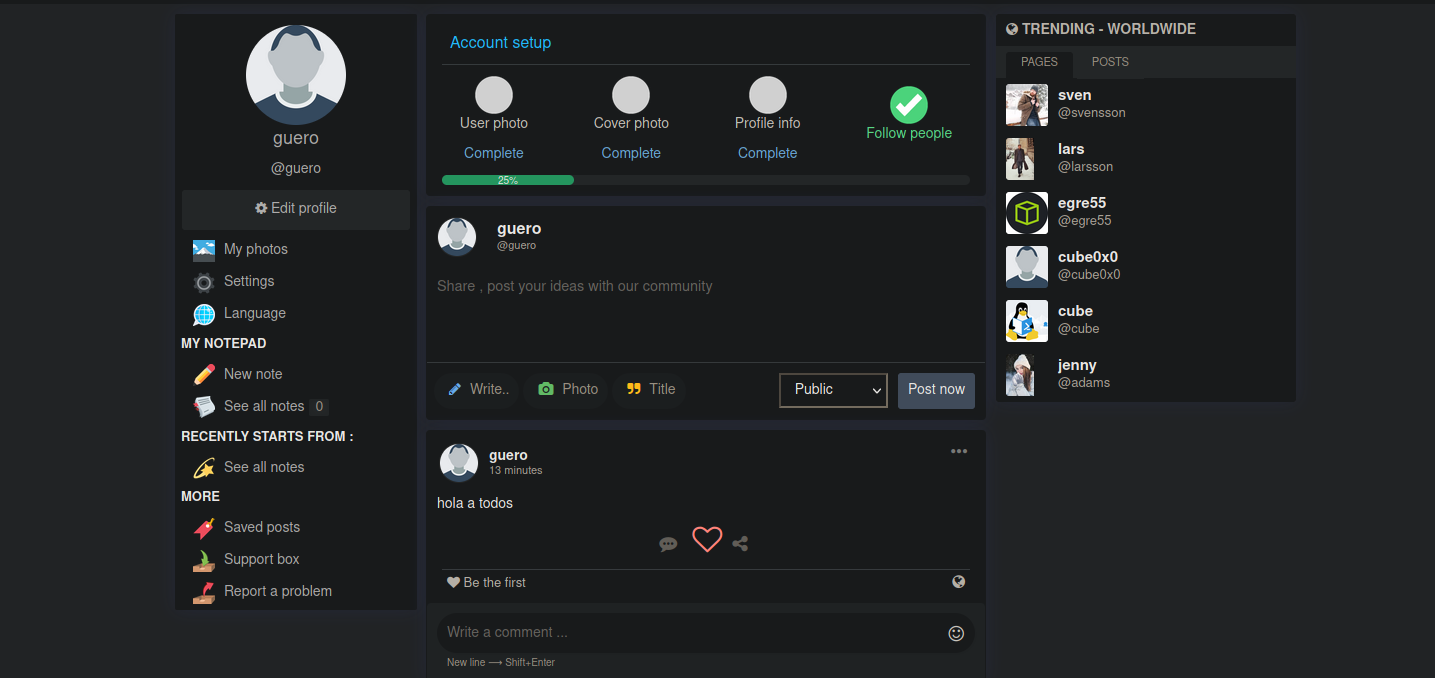 guero
@guero
Edit profile
My photos
Settings
Language
MY NOTEPAD
New note
See all notes 0
RECENTLY STARTS FROM :
See all notes
MORE
Saved posts
Support box
Report a problem
Account setup
User photo
Complete
Cover photo
Complete
Profile info
Complete
Follow people
25%
guero
@guero
Share , post your ideas with our community
Write.. Photo Title Public Post now
guero
13 minutes
hola a todos
Be the first
Write a comment ...
New line ⟶ Shift+Enter
TRENDING - WORLDWIDE
PAGES POSTS
sven
@svensson
lars
@larsson
egre55
@egre55
cube0x0
@cube0x0
cube
@cube
jenny
@adams